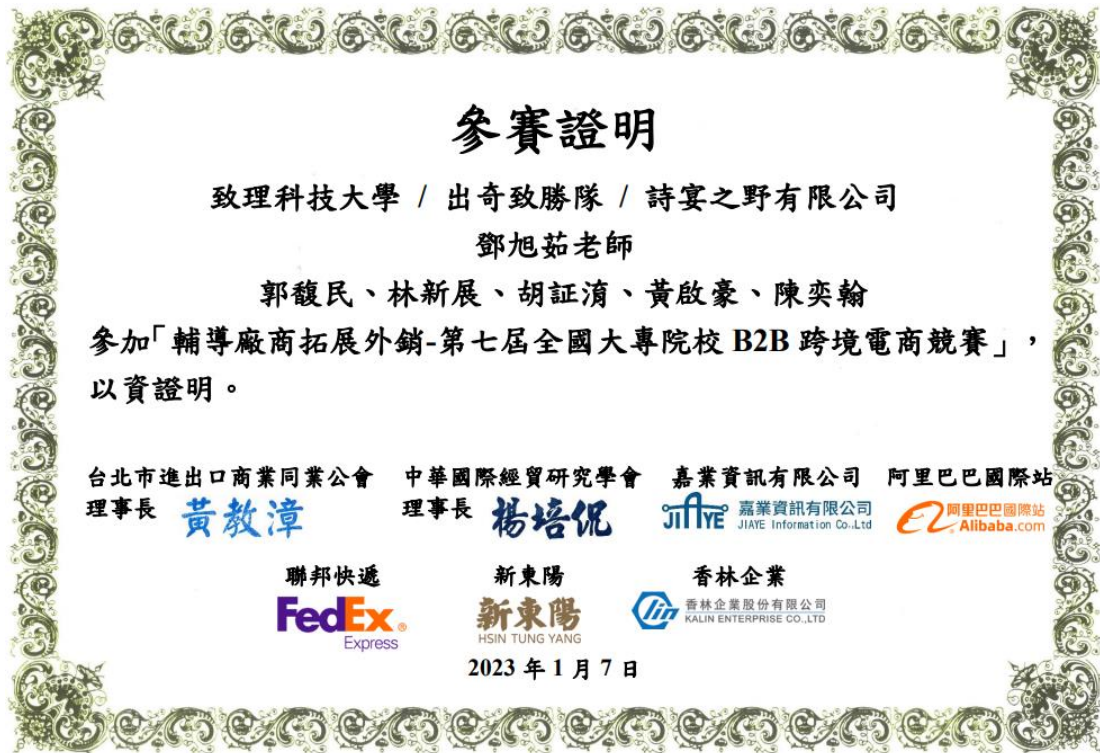 參賽證明
致理科技大學 / 出奇致勝隊 / 詩宴之野有限公司
鄧旭茹老師
郭馥民、林新展、胡証淯、黃啟豪、陳奕翰
參加「輔導廠商拓展外銷-第七屆全國大專院校 B2B 跨境電商競賽」，
以資證明。
台北市進出口商業同業公會 中華國際經貿研究學會 嘉業資訊有限公司 阿里巴巴國際站
理事長 黃教漳 理事長 楊培侃 JIAYE 嘉業資訊有限公司 JIAYE Information Co.,Ltd 阿里巴巴國際站 Alibaba.com
聯邦快遞 新東陽 香林企業
FedEx® Express 新東陽 HSIN TUNG YANG lin 香林企業股份有限公司 KALIN ENTERPRISE CO.,LTD
2023 年 1 月 7 日